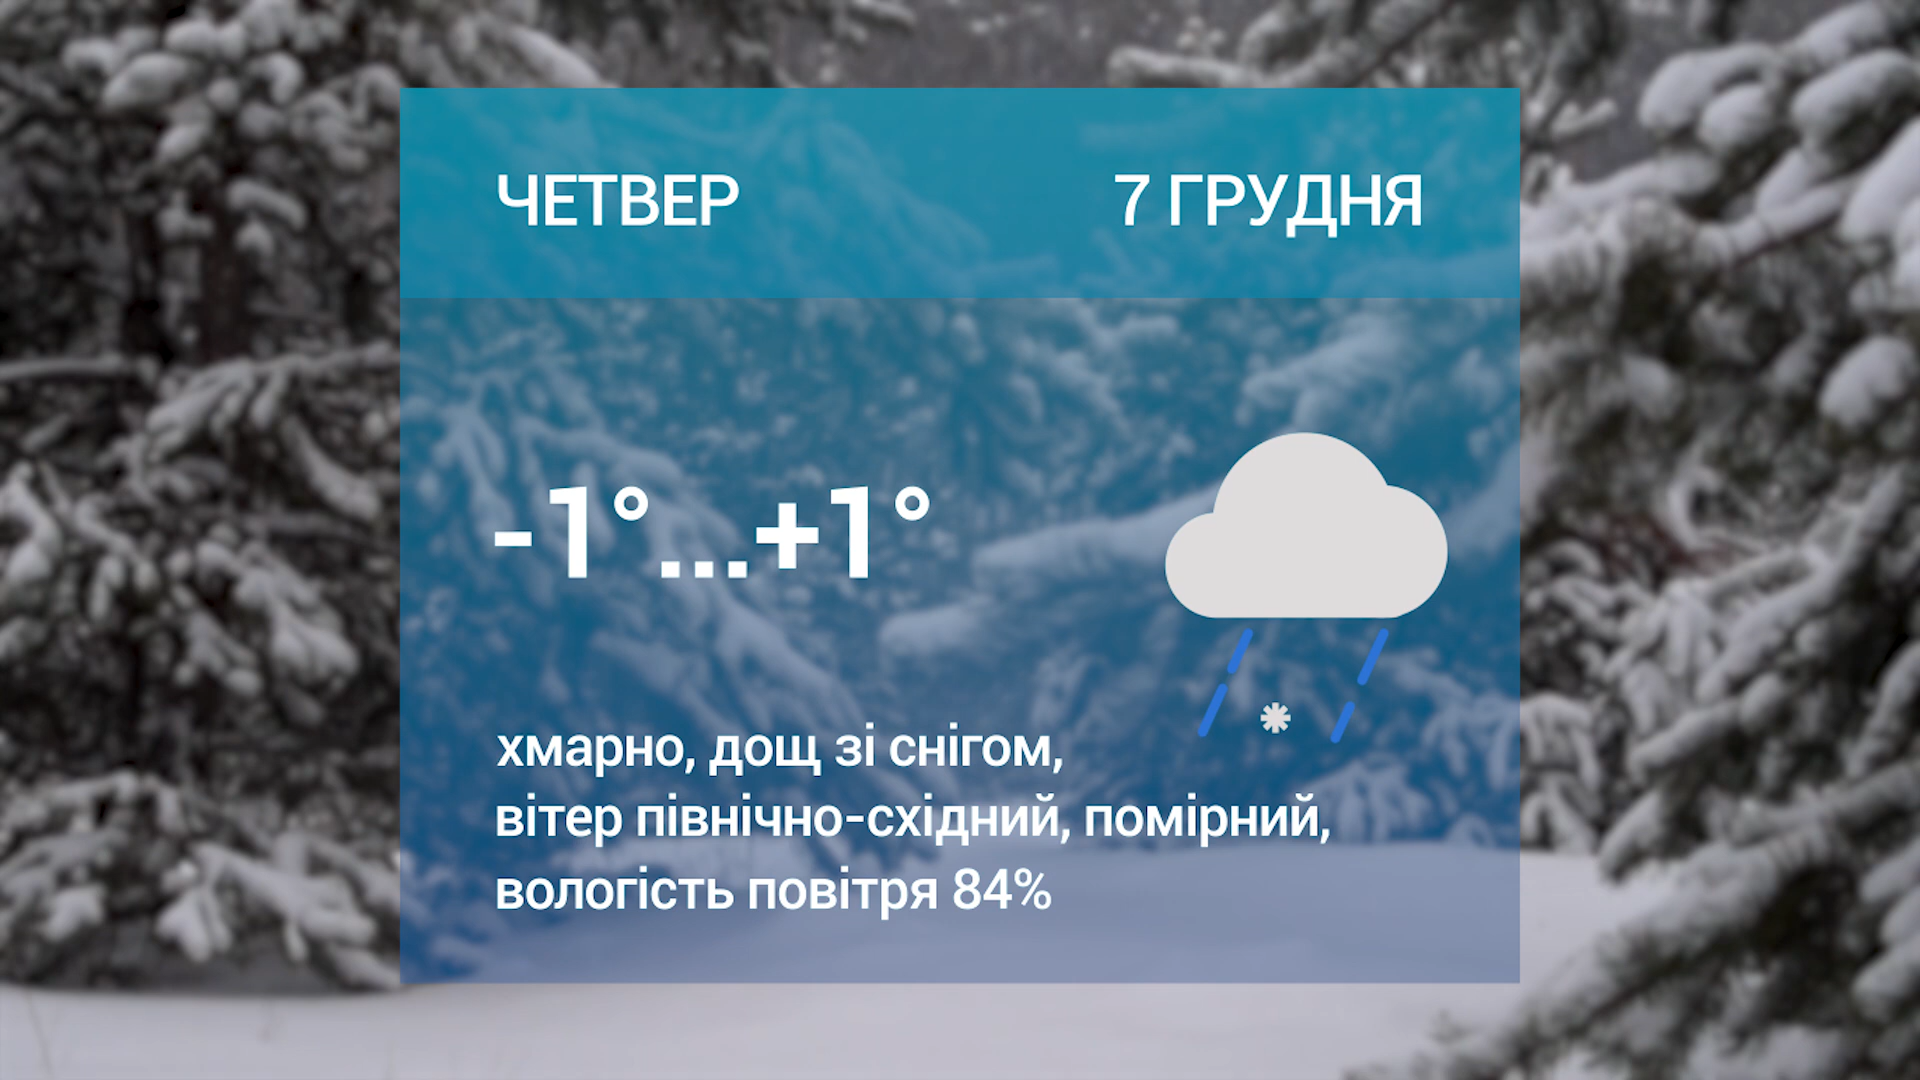 ЧЕТВЕР
7 ГРУДНЯ
-1°...+1°
хмарно, дощ зі снігом,
вітер північно-східний, помірний,
вологість повітря 84%